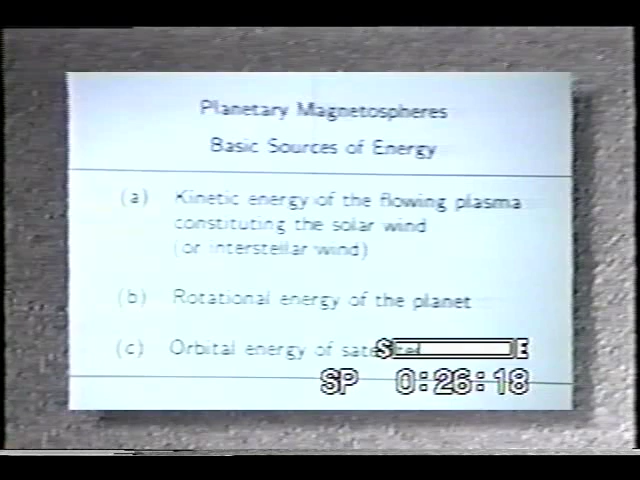 Planetary Magnetospheres
Basic Sources of Energy
(a) Kinetic energy of the flowing plasma
constituting the solar wind
(or interstellar wind)
(b) Rotational energy of the planet
(c) Orbital energy of
S E
SP 0:26:18